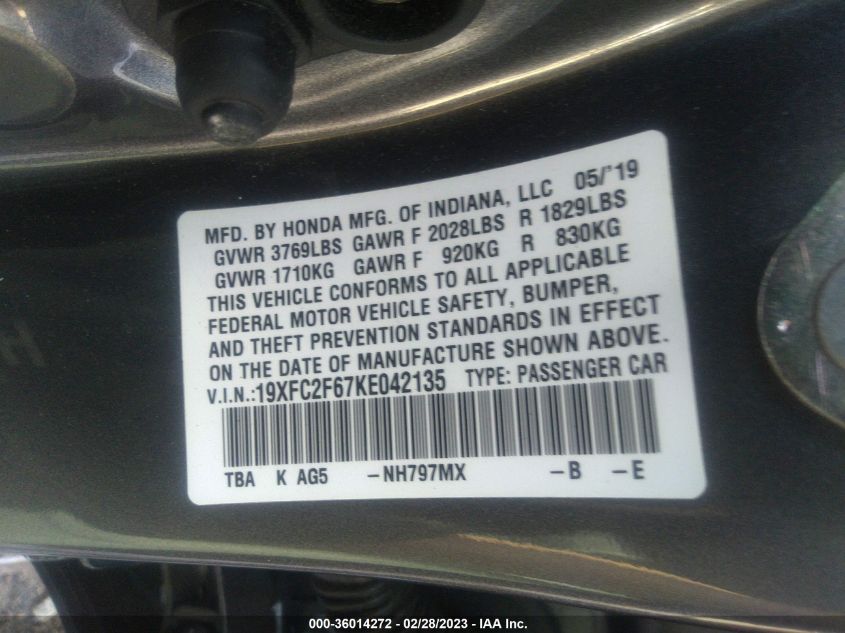 MFD. BY HONDA MFG. OF INDIANA, LLC 05/'19
GVWR 3769LBS GAWR F 2028LBS R 1829LBS
GVWR 1710KG GAWR F 920KG R 830KG
THIS VEHICLE CONFORMS TO ALL APPLICABLE
FEDERAL MOTOR VEHICLE SAFETY, BUMPER,
AND THEFT PREVENTION STANDARDS IN EFFECT
ON THE DATE OF MANUFACTURE SHOWN ABOVE.
V.I.N.:19XFC2F67KE042135 TYPE: PASSENGER CAR
TBA K AG5 –NH797MX –B –E
000-36014272 - 02/28/2023 - IAA Inc.